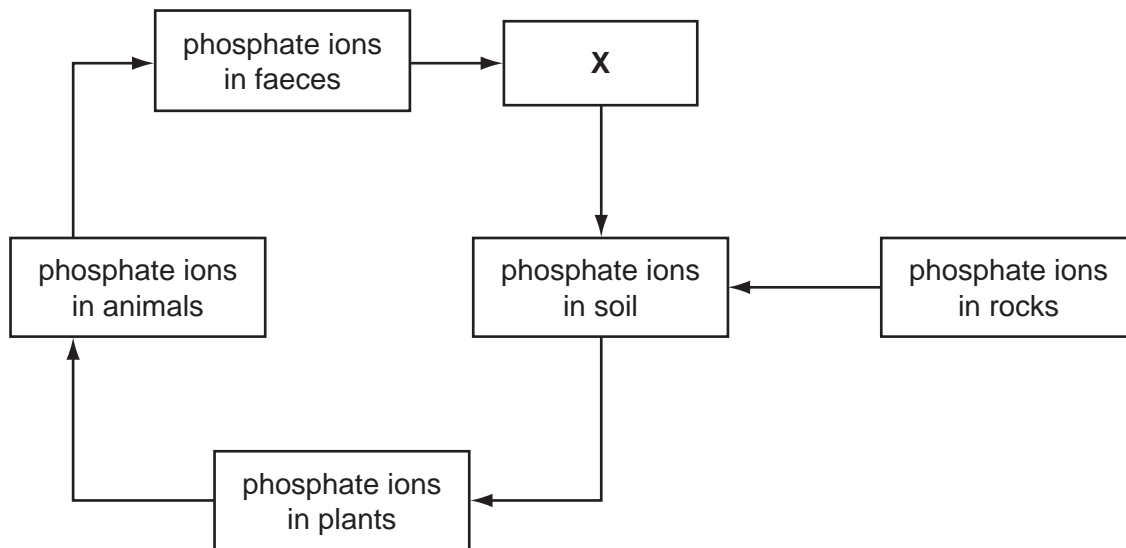 phosphate ions
in faeces
X
phosphate ions
in animals
phosphate ions
in soil
phosphate ions
in rocks
phosphate ions
in plants